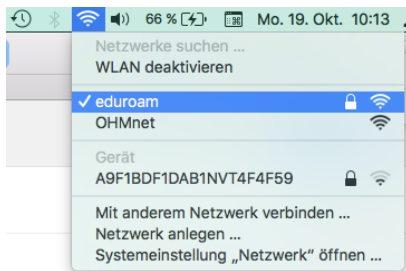 66 % Mo. 19. Okt. 10:13
Netzwerke suchen ...
WLAN deaktivieren
✓ eduroam
OHMnet
Gerät
A9F1BDF1DAB1NVT4F4F59
Mit anderem Netzwerk verbinden ...
Netzwerk anlegen ...
Systemeinstellung „Netzwerk“ öffnen ...